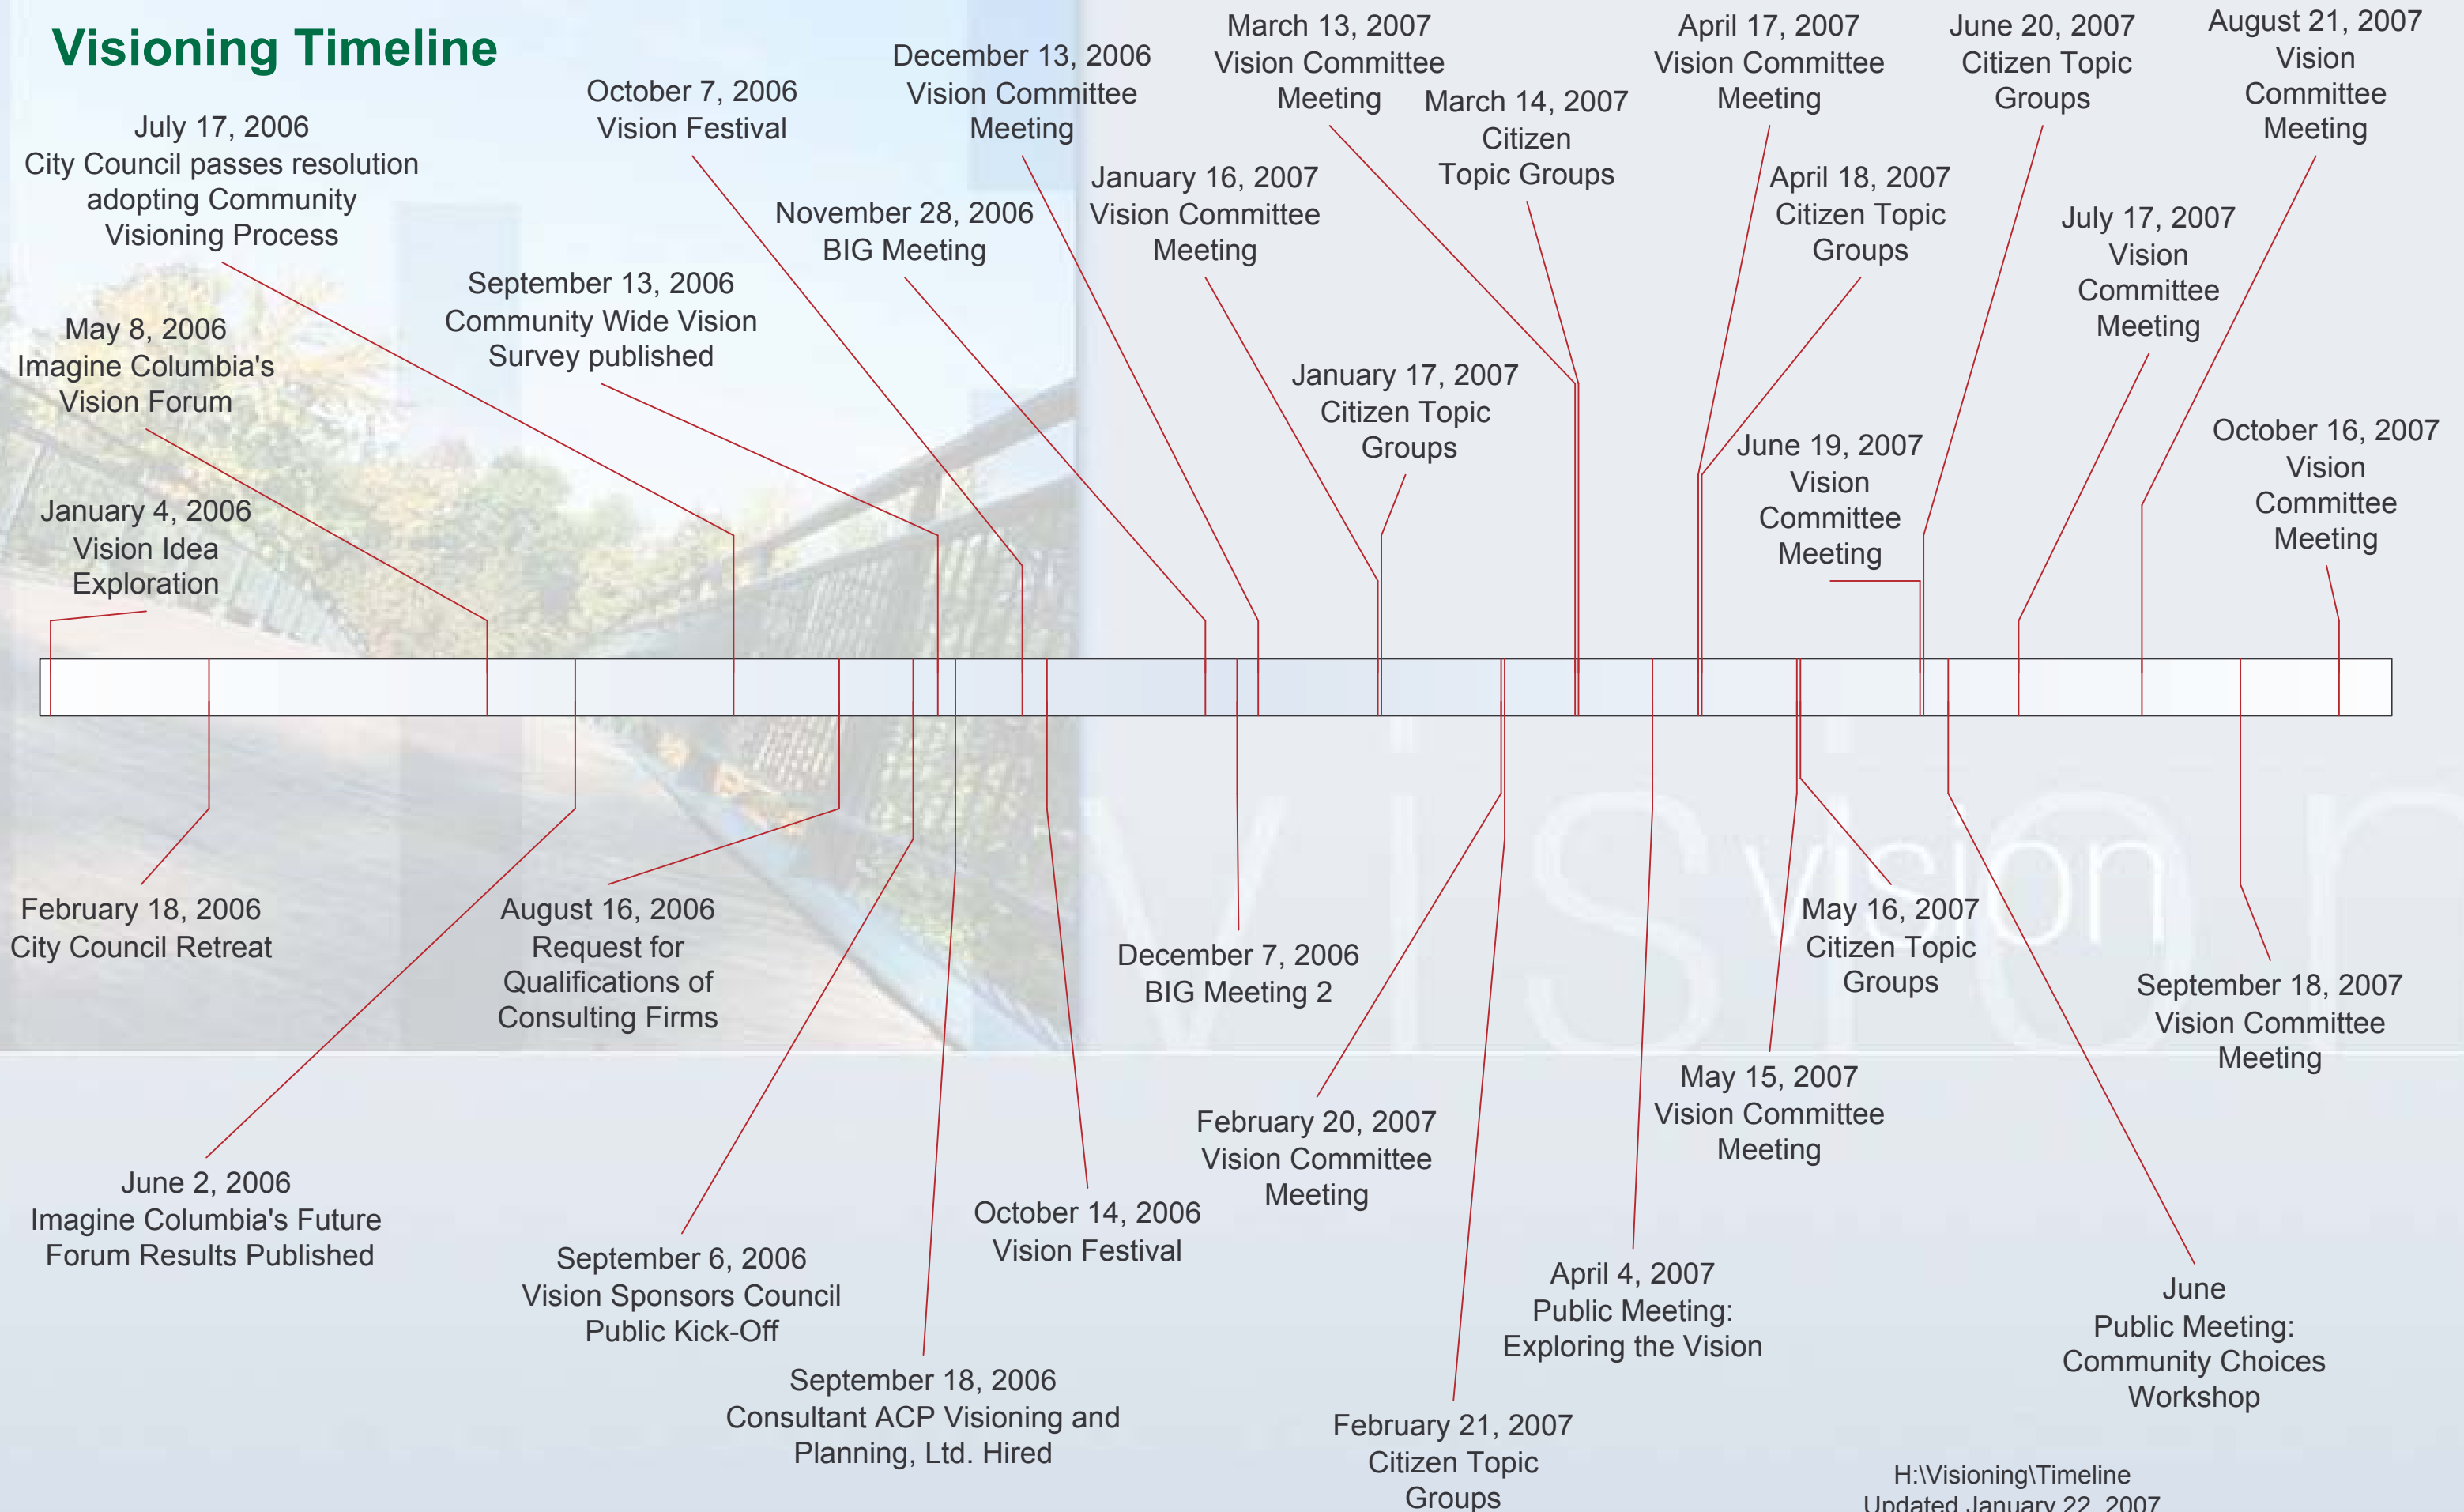 Visioning Timeline
January 4, 2006
Vision Idea
Exploration
May 8, 2006
Imagine Columbia's
Vision Forum
July 17, 2006
City Council passes resolution
adopting Community
Visioning Process
September 13, 2006
Community Wide Vision
Survey published
October 7, 2006
Vision Festival
November 28, 2006
BIG Meeting
December 13, 2006
Vision Committee
Meeting
January 16, 2007
Vision Committee
Meeting
January 17, 2007
Citizen Topic
Groups
March 13, 2007
Vision Committee
Meeting
March 14, 2007
Citizen
Topic Groups
April 17, 2007
Vision Committee
Meeting
April 18, 2007
Citizen Topic
Groups
June 19, 2007
Vision
Committee
Meeting
June 20, 2007
Citizen Topic
Groups
July 17, 2007
Vision
Committee
Meeting
August 21, 2007
Vision
Committee
Meeting
October 16, 2007
Vision
Committee
Meeting
February 18, 2006
City Council Retreat
June 2, 2006
Imagine Columbia's Future
Forum Results Published
August 16, 2006
Request for
Qualifications of
Consulting Firms
September 6, 2006
Vision Sponsors Council
Public Kick-Off
September 18, 2006
Consultant ACP Visioning and
Planning, Ltd. Hired
October 14, 2006
Vision Festival
December 7, 2006
BIG Meeting 2
February 20, 2007
Vision Committee
Meeting
February 21, 2007
Citizen Topic
Groups
April 4, 2007
Public Meeting:
Exploring the Vision
May 15, 2007
Vision Committee
Meeting
May 16, 2007
Citizen Topic
Groups
June
Public Meeting:
Community Choices
Workshop
September 18, 2007
Vision Committee
Meeting
vision
vision
H:\Visioning\Timeline
Updated January 22, 2007